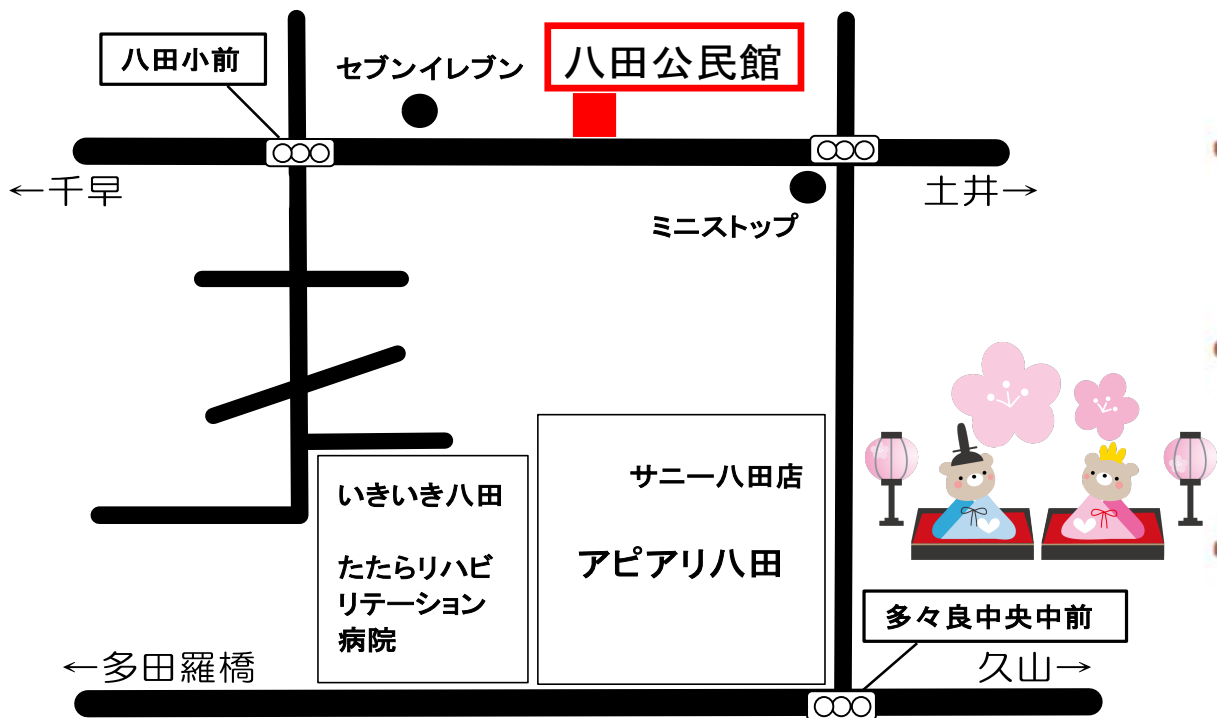 八田小前
セブンイレブン
八田公民館
←千早
土井→
ミニストップ
サニー八田店
いきいき八田
アピアリ八田
たたらリハビ
リテーション
病院
多々良中央中前
←多田羅橋
久山→